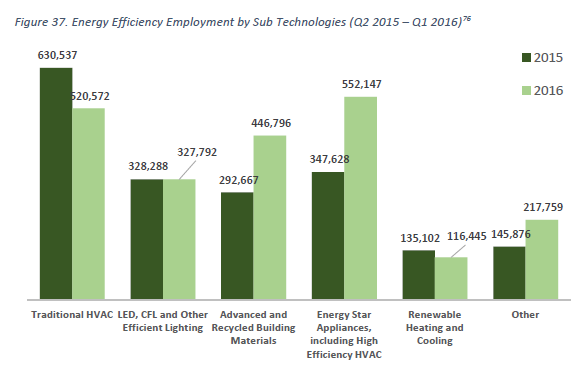 Figure 37. Energy Efficiency Employment by Sub Technologies (Q2 2015 – Q1 2016)76
630,537
520,572
328,288
327,792
292,667
446,796
347,628
552,147
135,102
116,445
145,876
217,759
2015
2016
Traditional HVAC
LED, CFL and Other
Efficient Lighting
Advanced and
Recycled Building
Materials
Energy Star
Appliances,
including High
Efficiency HVAC
Renewable
Heating and
Cooling
Other